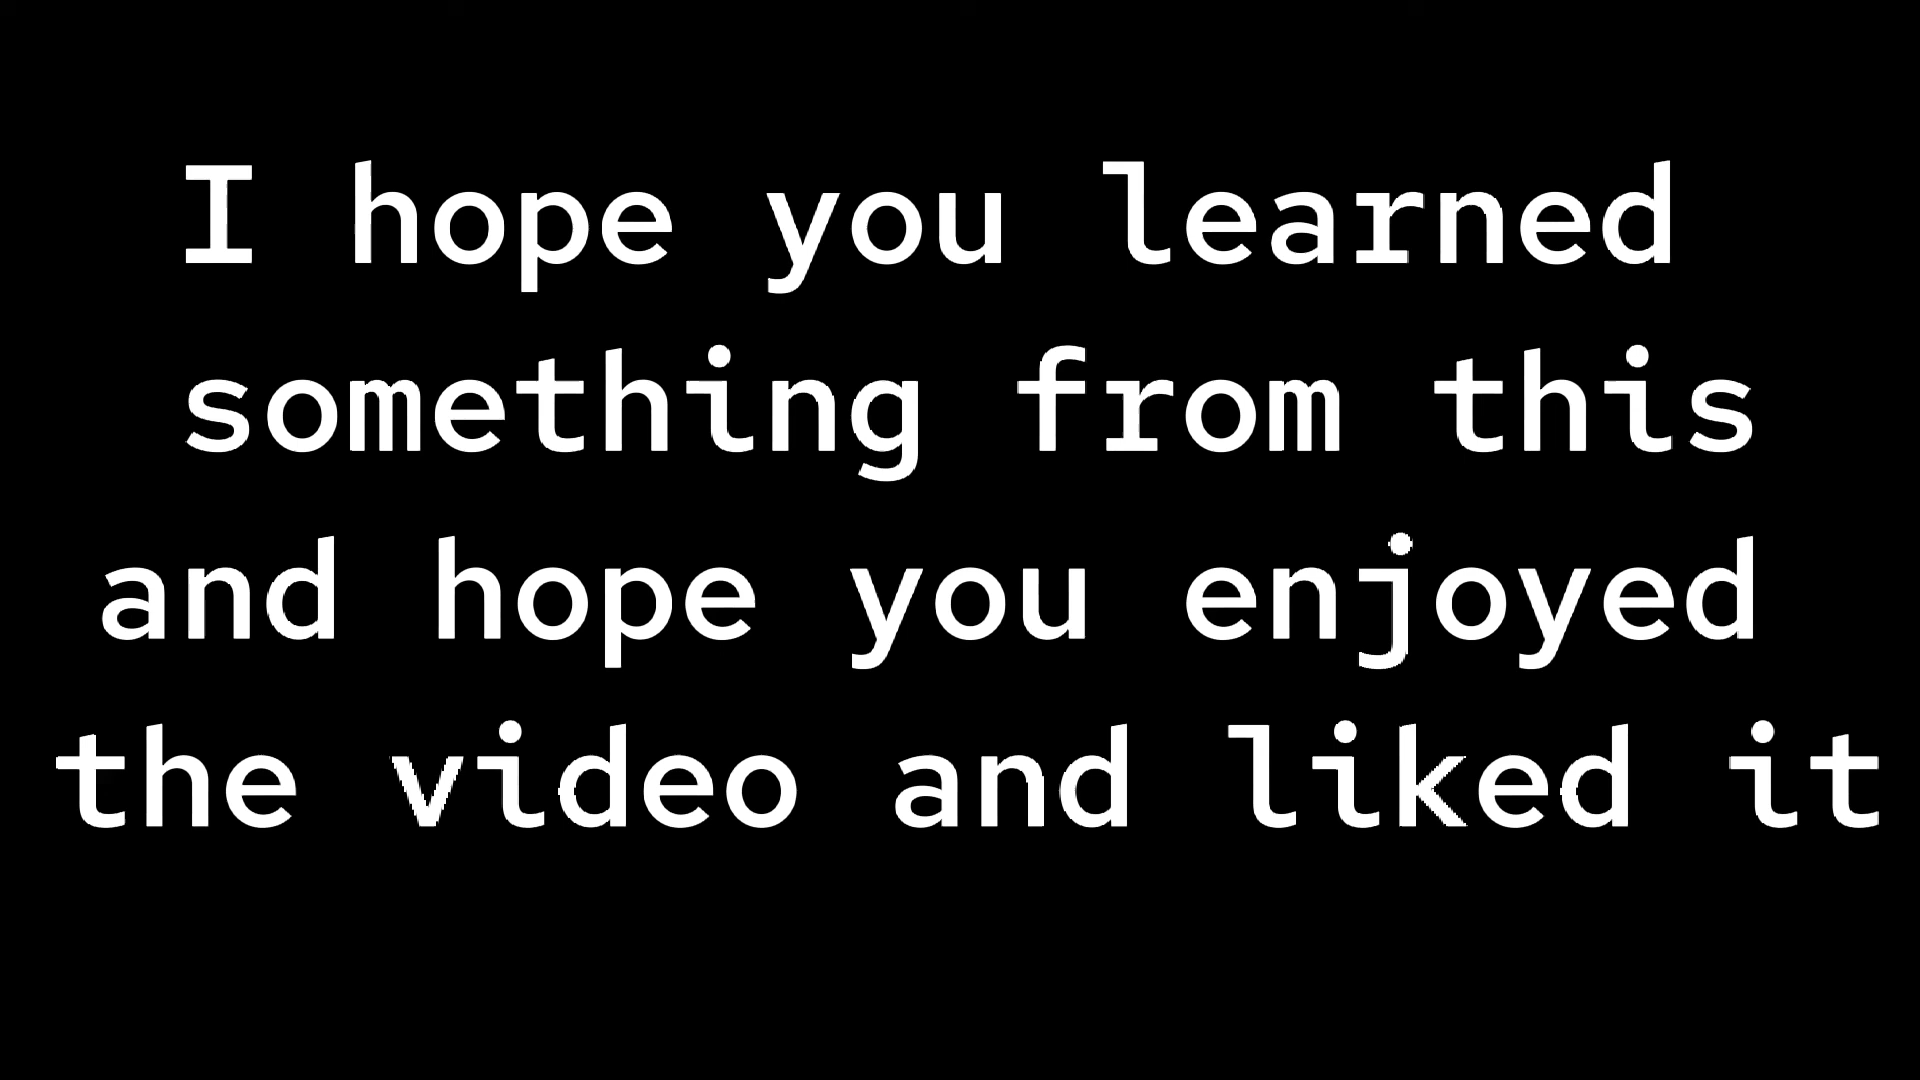 I hope you learned
something from this
and hope you enjoyed
the video and liked it